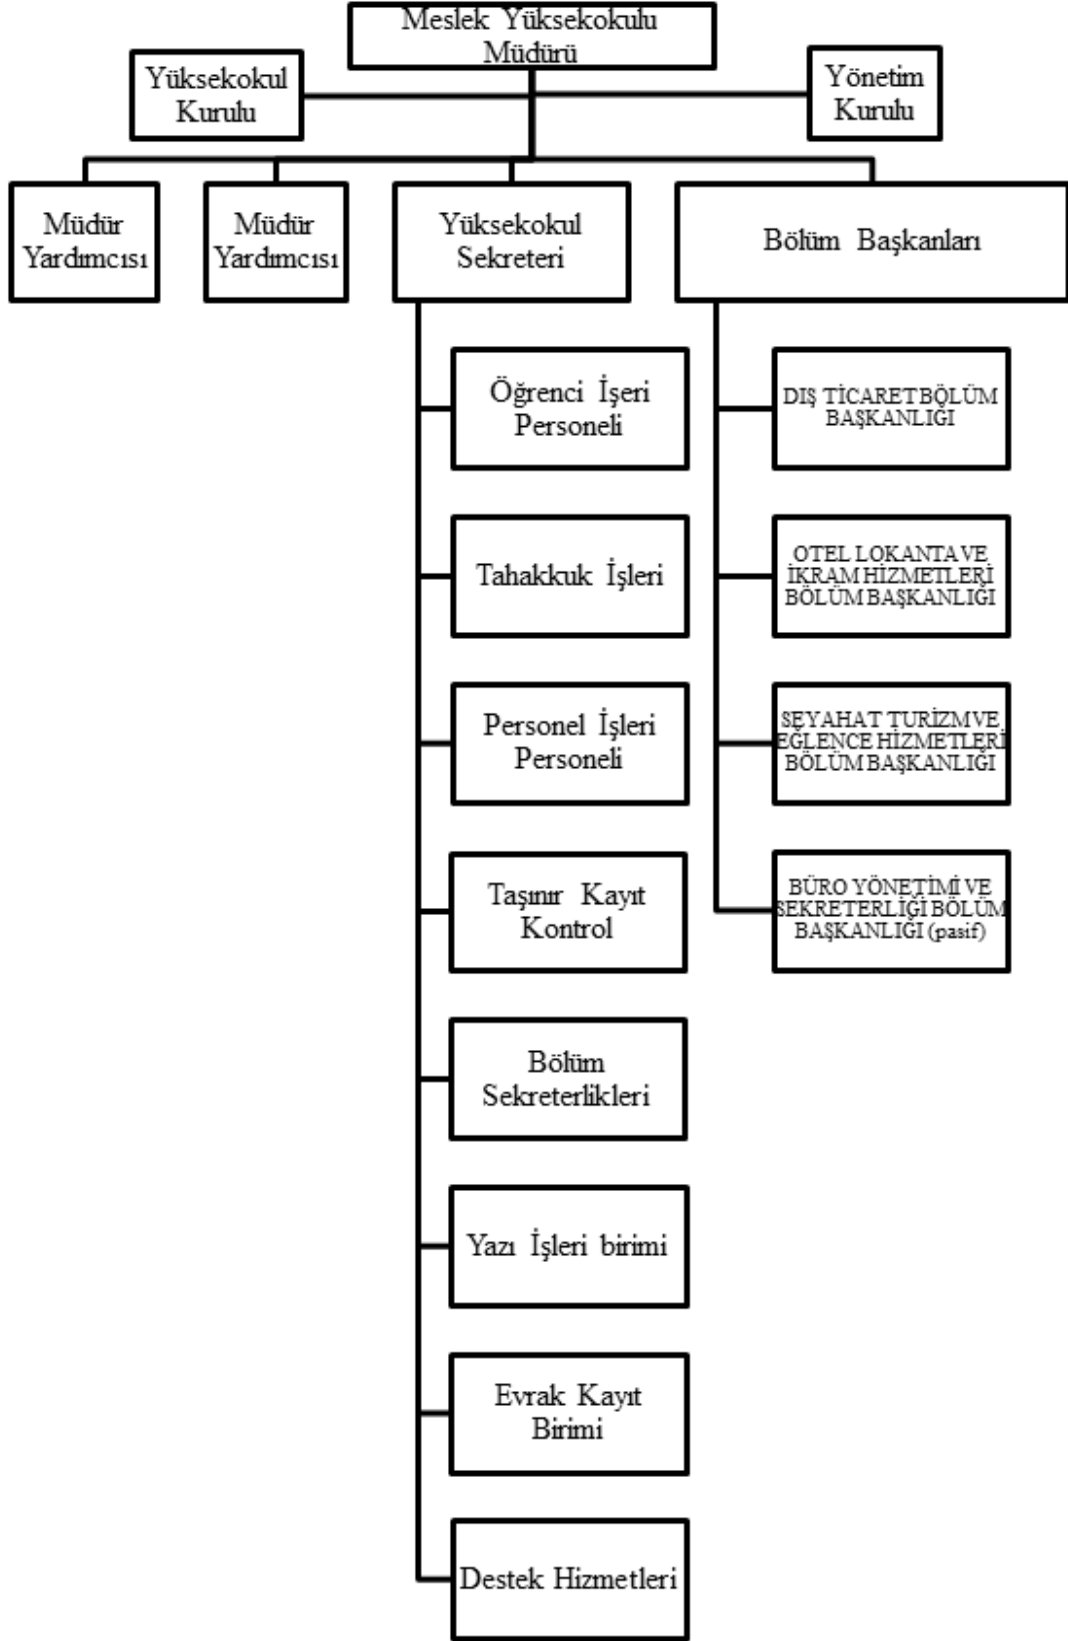 Meslek Yüksekokulu
Müdürü
Yüksekokul
Kurulu
Yönetim
Kurulu
Müdür
Yardımcısı
Müdür
Yardımcısı
Yüksekokul
Sekreteri
Bölüm Başkanları
Öğrenci İşeri
Personeli
Tahakkuk İşleri
Personel İşleri
Personeli
Taşınır Kayıt
Kontrol
Bölüm
Sekreterlikleri
Yazı İşleri birimi
Evrak Kayıt
Birimi
Destek Hizmetleri
DIŞ TİCARET BÖLÜM
BAŞKANLIĞI
OTEL LOKANTA VE
İKRAM HİZMETLERİ
BÖLÜM BAŞKANLIĞI
SEYAHAT TURİZM VE
EĞLENCE HİZMETLERİ
BÖLÜM BAŞKANLIĞI
BÜRO YÖNETİMİ VE
SEKRETERLİĞİ BÖLÜM
BAŞKANLIĞI (pasif)